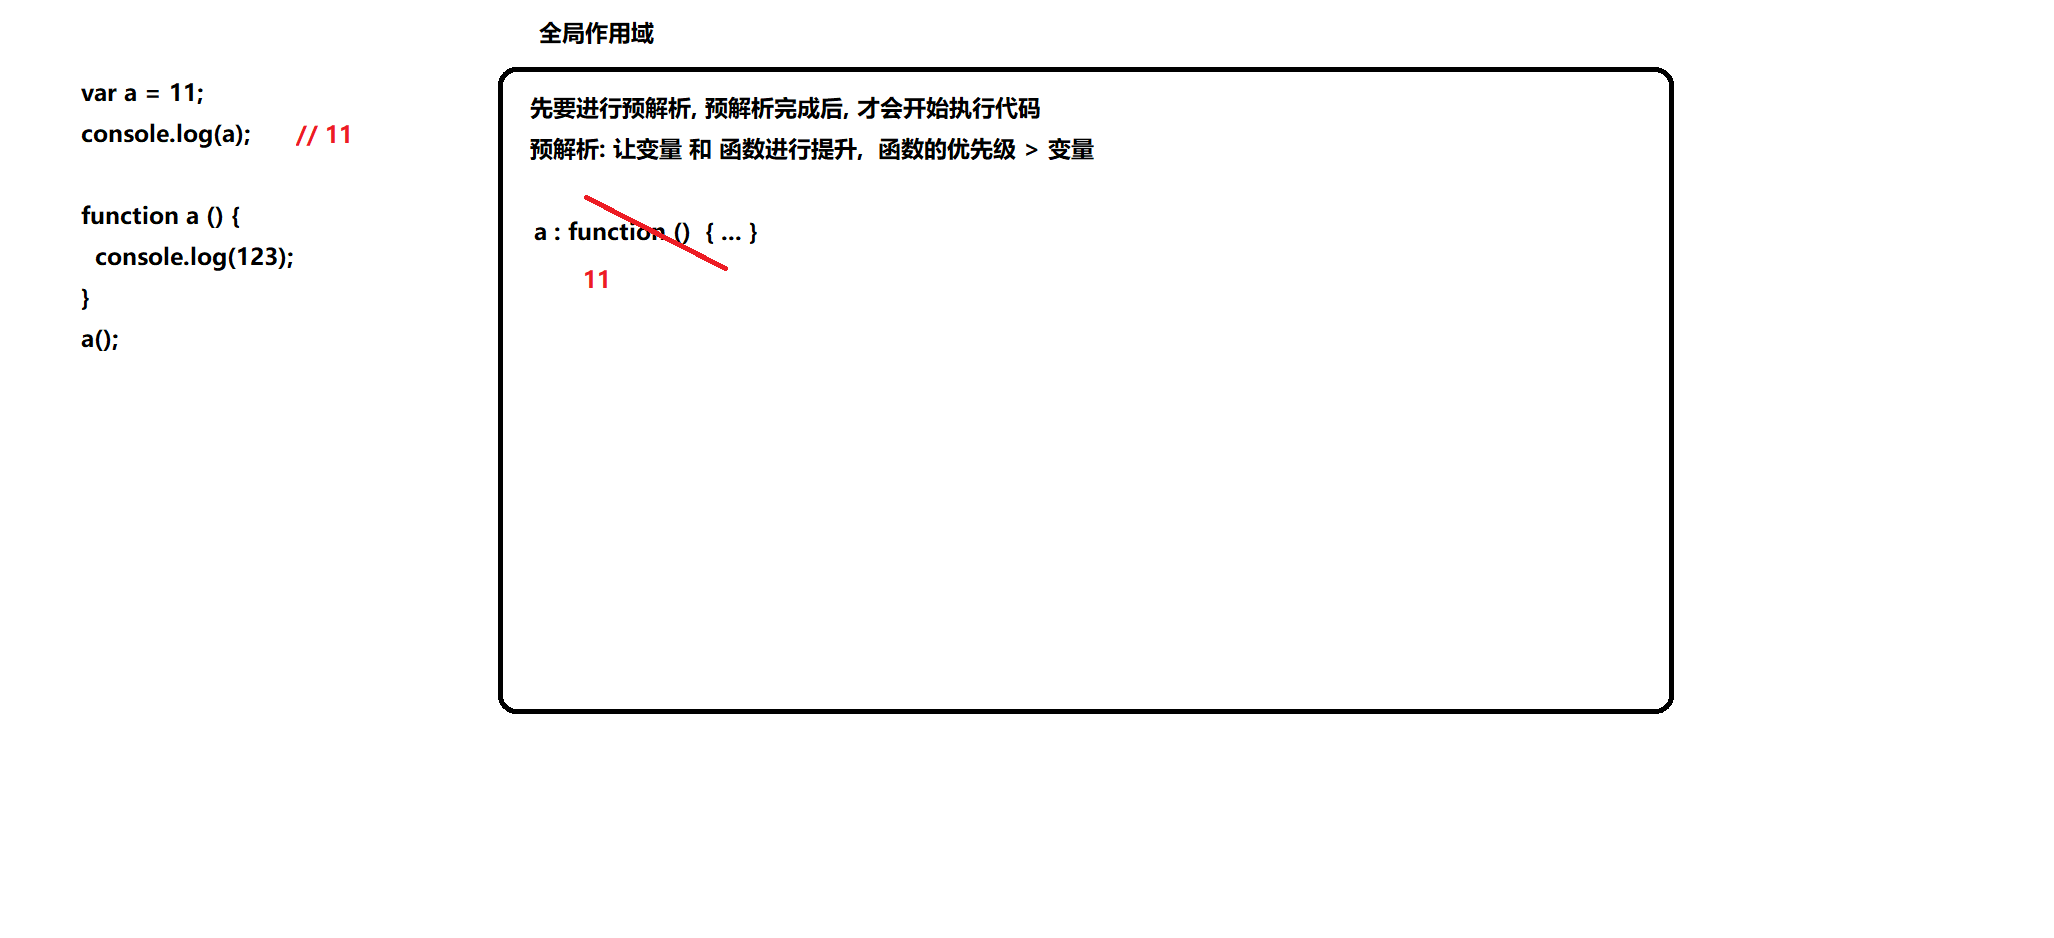 全局作用域
var a = 11;
console.log(a); // 11
function a () {
console.log(123);
}
a();
先要进行预解析, 预解析完成后, 才会开始执行代码
预解析: 让变量 和 函数进行提升, 函数的优先级 > 变量
a : function () { ... }
11